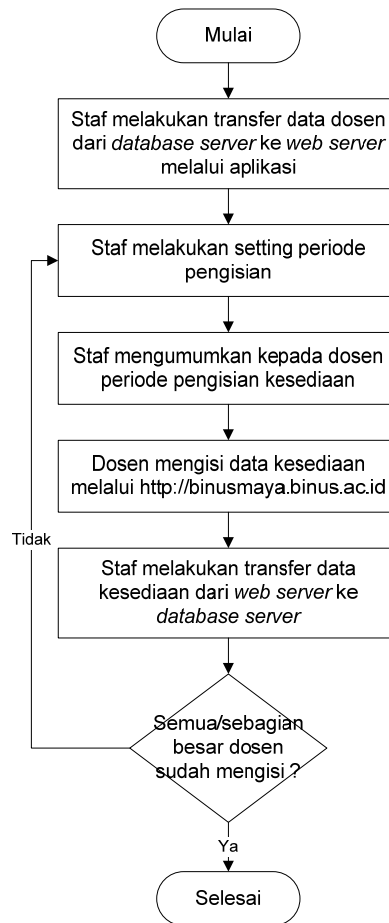 Mulai
Staf melakukan transfer data dosen
dari database server ke web server
melalui aplikasi
Staf melakukan setting periode
pengisian
Staf mengumumkan kepada dosen
periode pengisian kesediaan
Dosen mengisi data kesediaan
melalui http://binusmaya.binus.ac.id
Tidak
Staf melakukan transfer data
kesediaan dari web server ke
database server
Semua/sebagian
besar dosen
sudah mengisi ?
Ya
Selesai